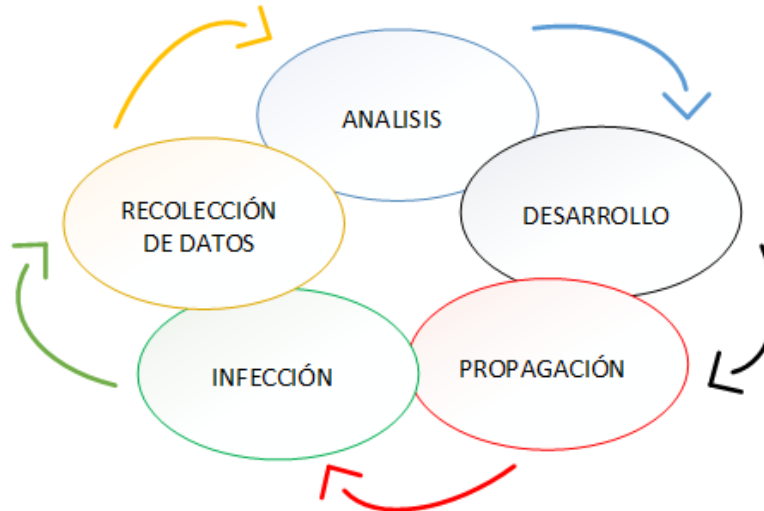 ANALISIS
DESARROLLO
PROPAGACIÓN
INFECCIÓN
RECOLECCIÓN
DE DATOS